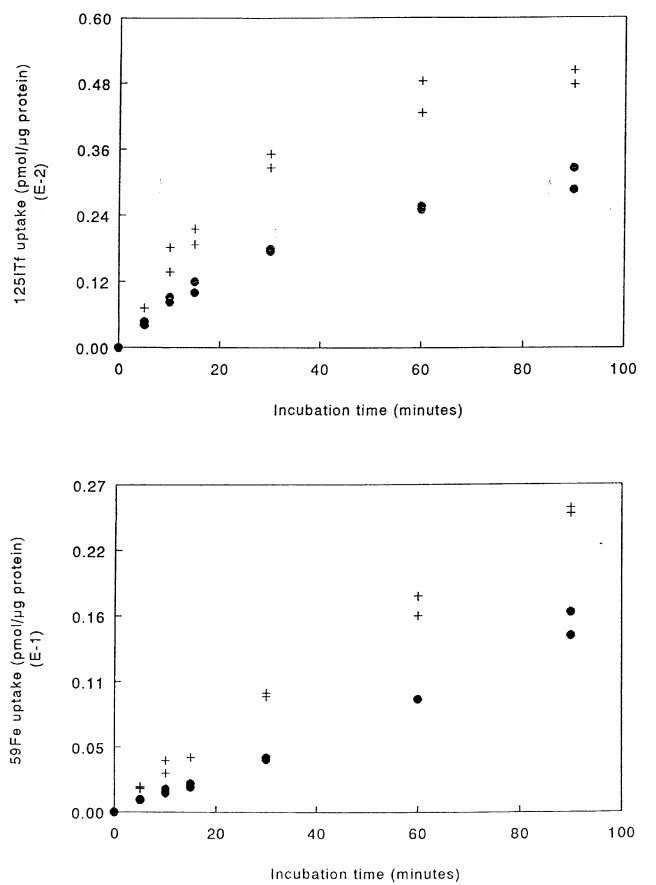 0.60
0.48
0.36
0.24
0.12
0.00
125ITf uptake (pmol/µg protein)
(E-2)
0 20 40 60 80 100
Incubation time (minutes)
0.27
0.22
0.16
0.11
0.05
0.00
59Fe uptake (pmol/µg protein)
(E-1)
0 20 40 60 80 100
Incubation time (minutes)